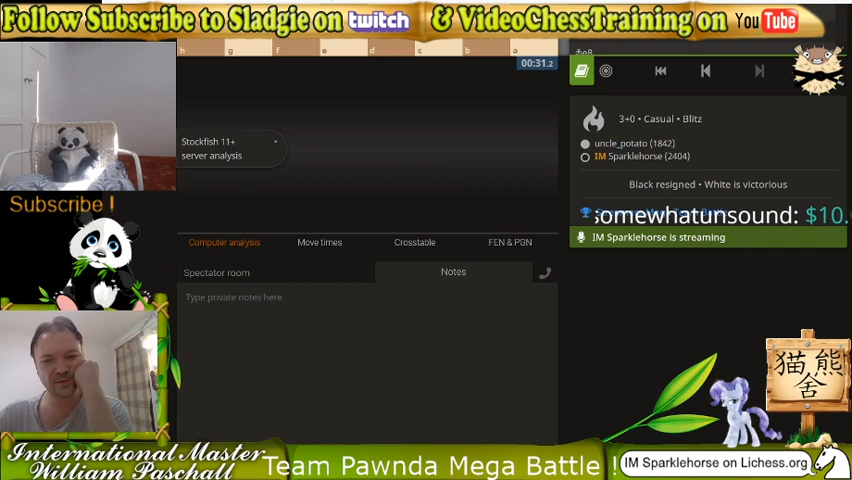 Follow Subscribe to Sladgie on twitch & VideoChessTraining on YouTube
h g f e d c b a
00:31.2
Stockfish 11+
server analysis
3+0 • Casual • Blitz
uncle_potato (1842)
IM Sparklehorse (2404)
Black resigned • White is victorious
somewhatunsound: $10.
IM Sparklehorse is streaming
Subscribe !
Computer analysis
Move times
Crosstable
FEN & PGN
Spectator room
Notes
Type private notes here
猫熊
舍
International Master
William Paschall
Team Pawnda Mega Battle !
IM Sparklehorse on Lichess.org